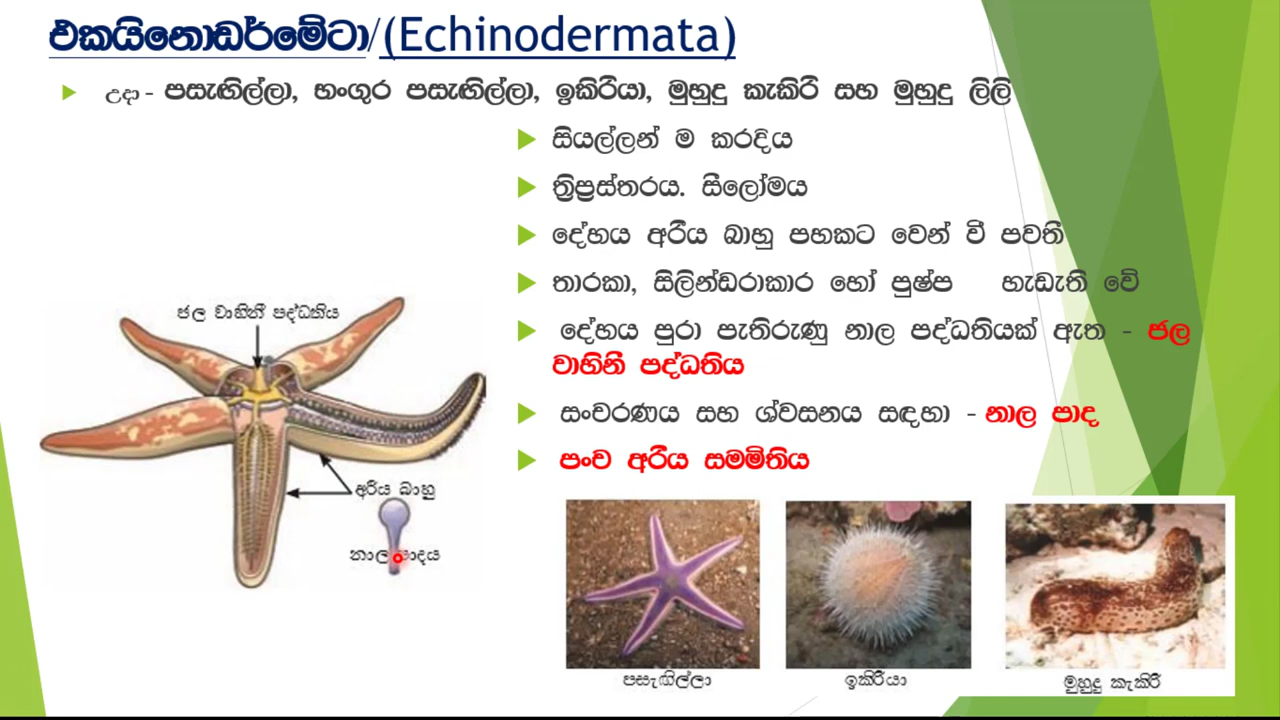 එකයිනොඩර්මේටා/(Echinodermata)
උදා - පසැඟිල්ලා, භංගුර පසැඟිල්ලා, ඉකිරියා, මුහුදු කැකිරි සහ මුහුදු ලිලි
සියල්ලන් ම කරදිය
ත්‍රිප්‍රස්තරය. සීලෝමය
දේහය අරීය බාහු පහකට වෙන් වී පවතී
තාරකා, සිලින්ඩරාකාර හෝ පුෂ්ප හැඩැති වේ
දේහය පුරා පැතිරුණු නාල පද්ධතියක් ඇත - ජල
වාහිනී පද්ධතිය
සංචරණය සහ ශ්වසනය සඳහා - නාල පාද
පංච අරීය සමමිතිය
ජල වාහිනී පද්ධතිය
අරීය බාහු
නාල පාදය
පසැඟිල්ලා
ඉකිරියා
මුහුදු කැකිරි